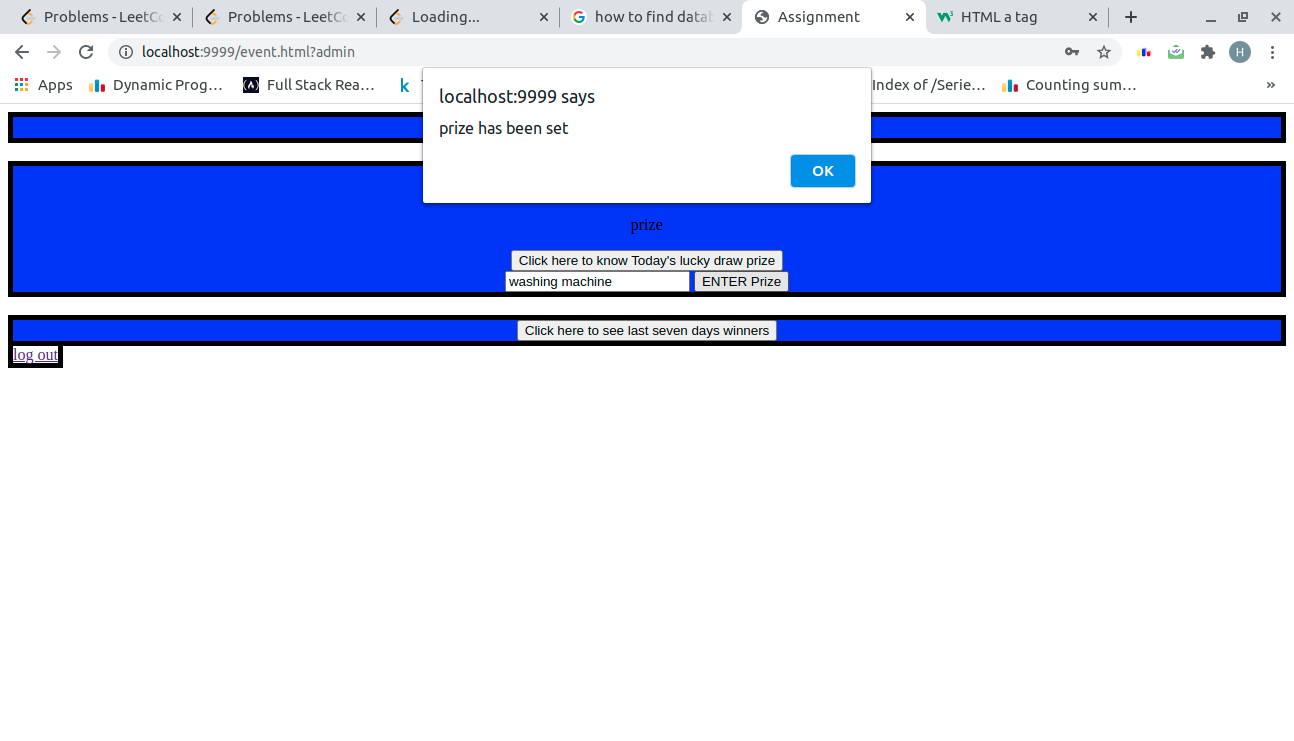 Problems - LeetCo
Problems - LeetCo
Loading...
how to find datab
Assignment
HTML a tag
localhost:9999/event.html?admin
H
Apps
Dynamic Prog…
Full Stack Rea…
Index of /Serie…
Counting sum…
»
localhost:9999 says
prize has been set
OK
prize
Click here to know Today's lucky draw prize
washing machine ENTER Prize
Click here to see last seven days winners
log out